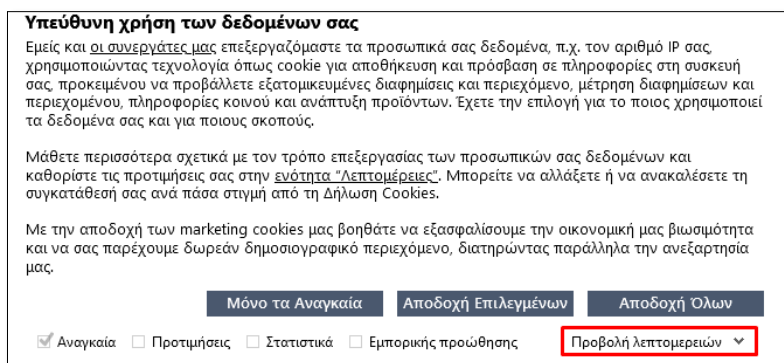 Υπεύθυνη χρήση των δεδομένων σας
Εμείς και οι συνεργάτες μας επεξεργαζόμαστε τα προσωπικά σας δεδομένα, π.χ. τον αριθμό IP σας,
χρησιμοποιώντας τεχνολογία όπως cookie για αποθήκευση και πρόσβαση σε πληροφορίες στη συσκευή
σας, προκειμένου να προβάλλετε εξατομικευμένες διαφημίσεις και περιεχόμενο, μέτρηση διαφημίσεων και
περιεχομένου, πληροφορίες κοινού και ανάπτυξη προϊόντων. Έχετε την επιλογή για το ποιος χρησιμοποιεί
τα δεδομένα σας και για ποιους σκοπούς.
Μάθετε περισσότερα σχετικά με τον τρόπο επεξεργασίας των προσωπικών σας δεδομένων και
καθορίστε τις προτιμήσεις σας στην ενότητα "Λεπτομέρειες". Μπορείτε να αλλάξετε ή να ανακαλέσετε τη
συγκατάθεσή σας ανά πάσα στιγμή από τη Δήλωση Cookies.
Με την αποδοχή των marketing cookies μας βοηθάτε να εξασφαλίσουμε την οικονομική μας βιωσιμότητα
και να σας παρέχουμε δωρεάν δημοσιογραφικό περιεχόμενο, διατηρώντας παράλληλα την ανεξαρτησία
μας.
Μόνο τα Αναγκαία Αποδοχή Επιλεγμένων Αποδοχή Όλων
Αναγκαία Προτιμήσεις Στατιστικά Εμπορικής προώθησης Προβολή λεπτομερειών